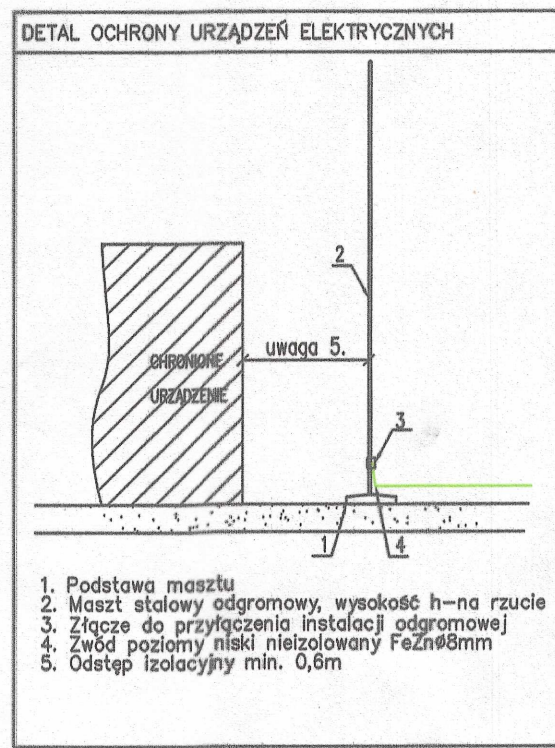 DETAL OCHRONY URZĄDZEŃ ELEKTRYCZNYCH
2
uwaga 5.
CHRONIONE
URZĄDZENIE
3
1
4
1. Podstawa masztu
2. Maszt stalowy odgromowy, wysokość h-na rzucie
3. Złącze do przyłączenia instalacji odgromowej
4. Zwód poziomy niski nieizolowany FeZnø8mm
5. Odstęp izolacyjny min. 0,6m